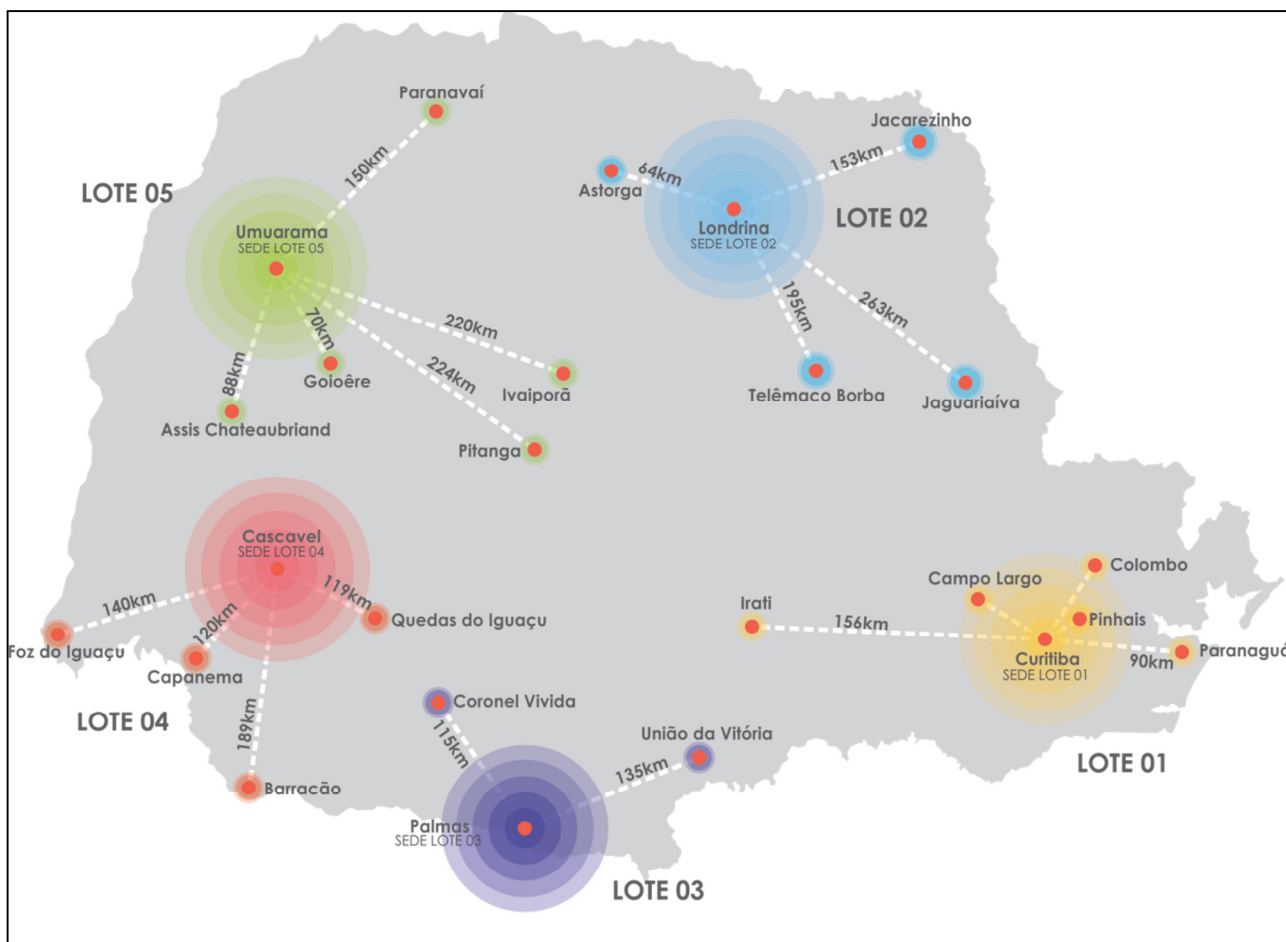 Paranavaí
150km
LOTE 05
Umuarama
SEDE LOTE 05
70km
220km
224km
88km
Goioêre
Ivaiporã
Assis Chateaubriand
Pitanga
Jacarezinho
153km
64km
Astorga
LOTE 02
Londrina
SEDE LOTE 02
195km
263km
Telêmaco Borba
Jaguariaíva
Cascavel
SEDE LOTE 04
119km
140km
120km
Quedas do Iguaçu
Foz do Iguaçu
Capanema
LOTE 04
189km
Barracão
Colombo
Campo Largo
Irati
156km
Pinhais
Curitiba
SEDE LOTE 01
90km
Paranaguá
LOTE 01
Coronel Vivida
115km
União da Vitória
135km
Palmas
SEDE LOTE 03
LOTE 03